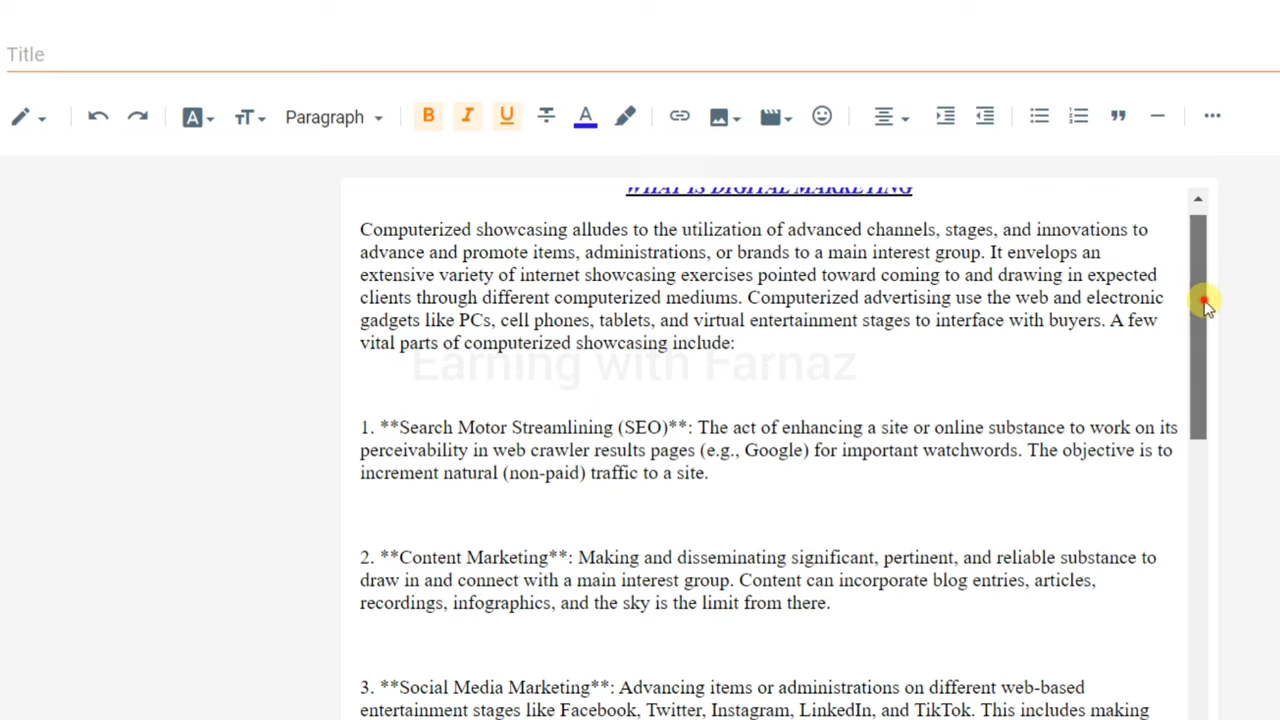 Title
Paragraph
B I U A
WHAT IS DIGITAL MARKETING
Computerized showcasing alludes to the utilization of advanced channels, stages, and innovations to
advance and promote items, administrations, or brands to a main interest group. It envelops an
extensive variety of internet showcasing exercises pointed toward coming to and drawing in expected
clients through different computerized mediums. Computerized advertising use the web and electronic
gadgets like PCs, cell phones, tablets, and virtual entertainment stages to interface with buyers. A few
vital parts of computerized showcasing include:
Earning with Farnaz
1. **Search Motor Streamlining (SEO)**: The act of enhancing a site or online substance to work on its
perceivability in web crawler results pages (e.g., Google) for important watchwords. The objective is to
increment natural (non-paid) traffic to a site.
2. **Content Marketing**: Making and disseminating significant, pertinent, and reliable substance to
draw in and connect with a main interest group. Content can incorporate blog entries, articles,
recordings, infographics, and the sky is the limit from there.
3. **Social Media Marketing**: Advancing items or administrations on different web-based
entertainment stages like Facebook, Twitter, Instagram, LinkedIn, and TikTok. This includes making